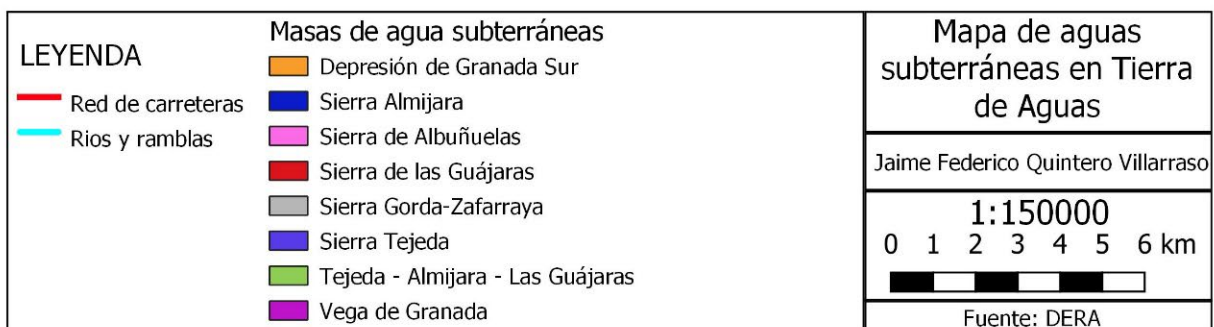 LEYENDA
Red de carreteras
Rios y ramblas
Masas de agua subterráneas
Depresión de Granada Sur
Sierra Almijara
Sierra de Albuñuelas
Sierra de las Guájaras
Sierra Gorda-Zafarraya
Sierra Tejeda
Tejeda - Almijara - Las Guájaras
Vega de Granada
Mapa de aguas
subterráneas en Tierra
de Aguas
Jaime Federico Quintero Villarraso
1:150000
0 1 2 3 4 5 6 km
Fuente: DERA